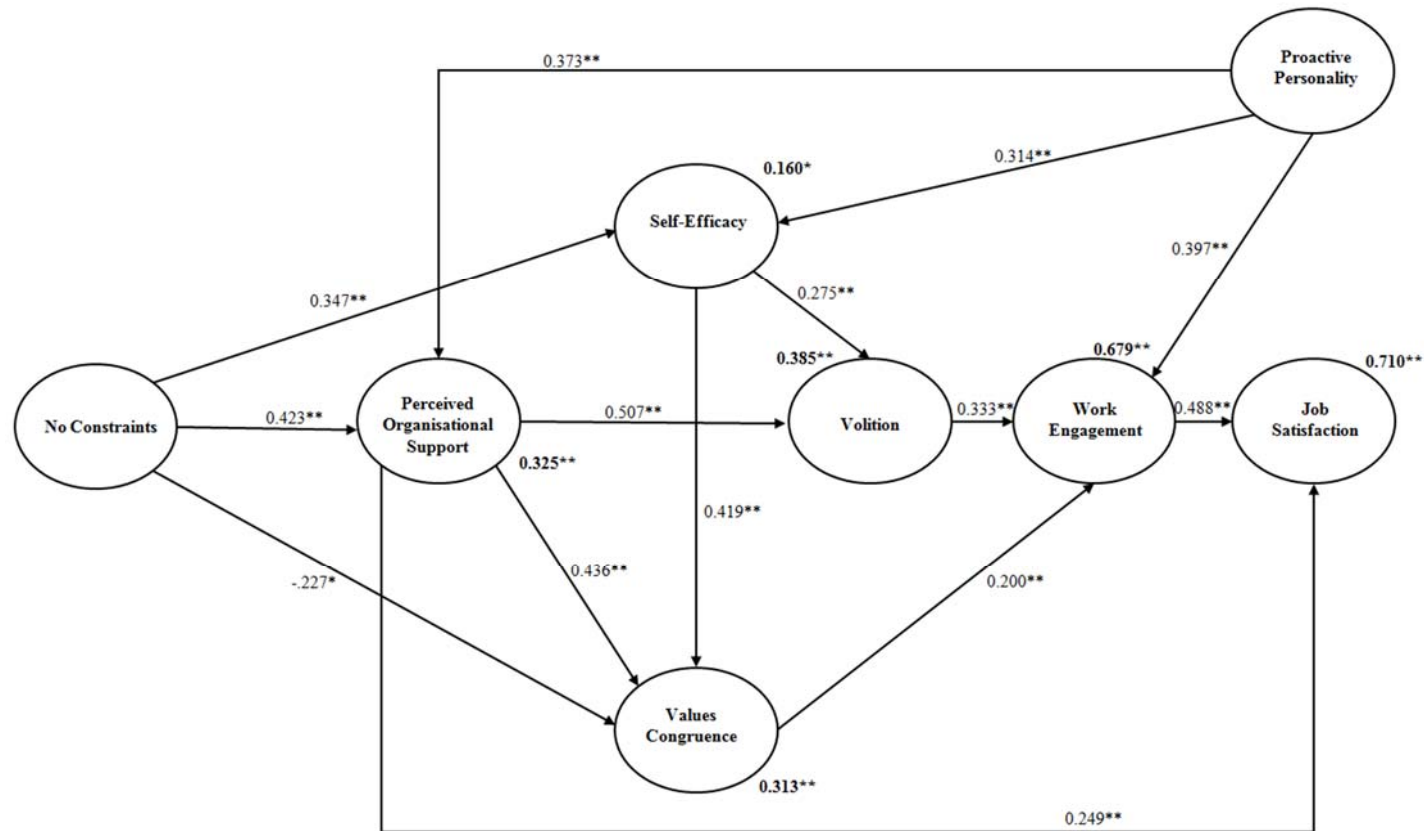 Proactive
Personality
0.373**
0.314**
0.160*
Self-Efficacy
0.397**
0.347**
0.275**
0.385**
0.679**
0.710**
No Constraints
0.423**
Perceived
Organisational
Support
0.507**
Volition
0.333**
Work
Engagement
0.488**
Job
Satisfaction
0.325**
0.419**
-.227*
0.436**
0.200**
Values
Congruence
0.313**
0.249**